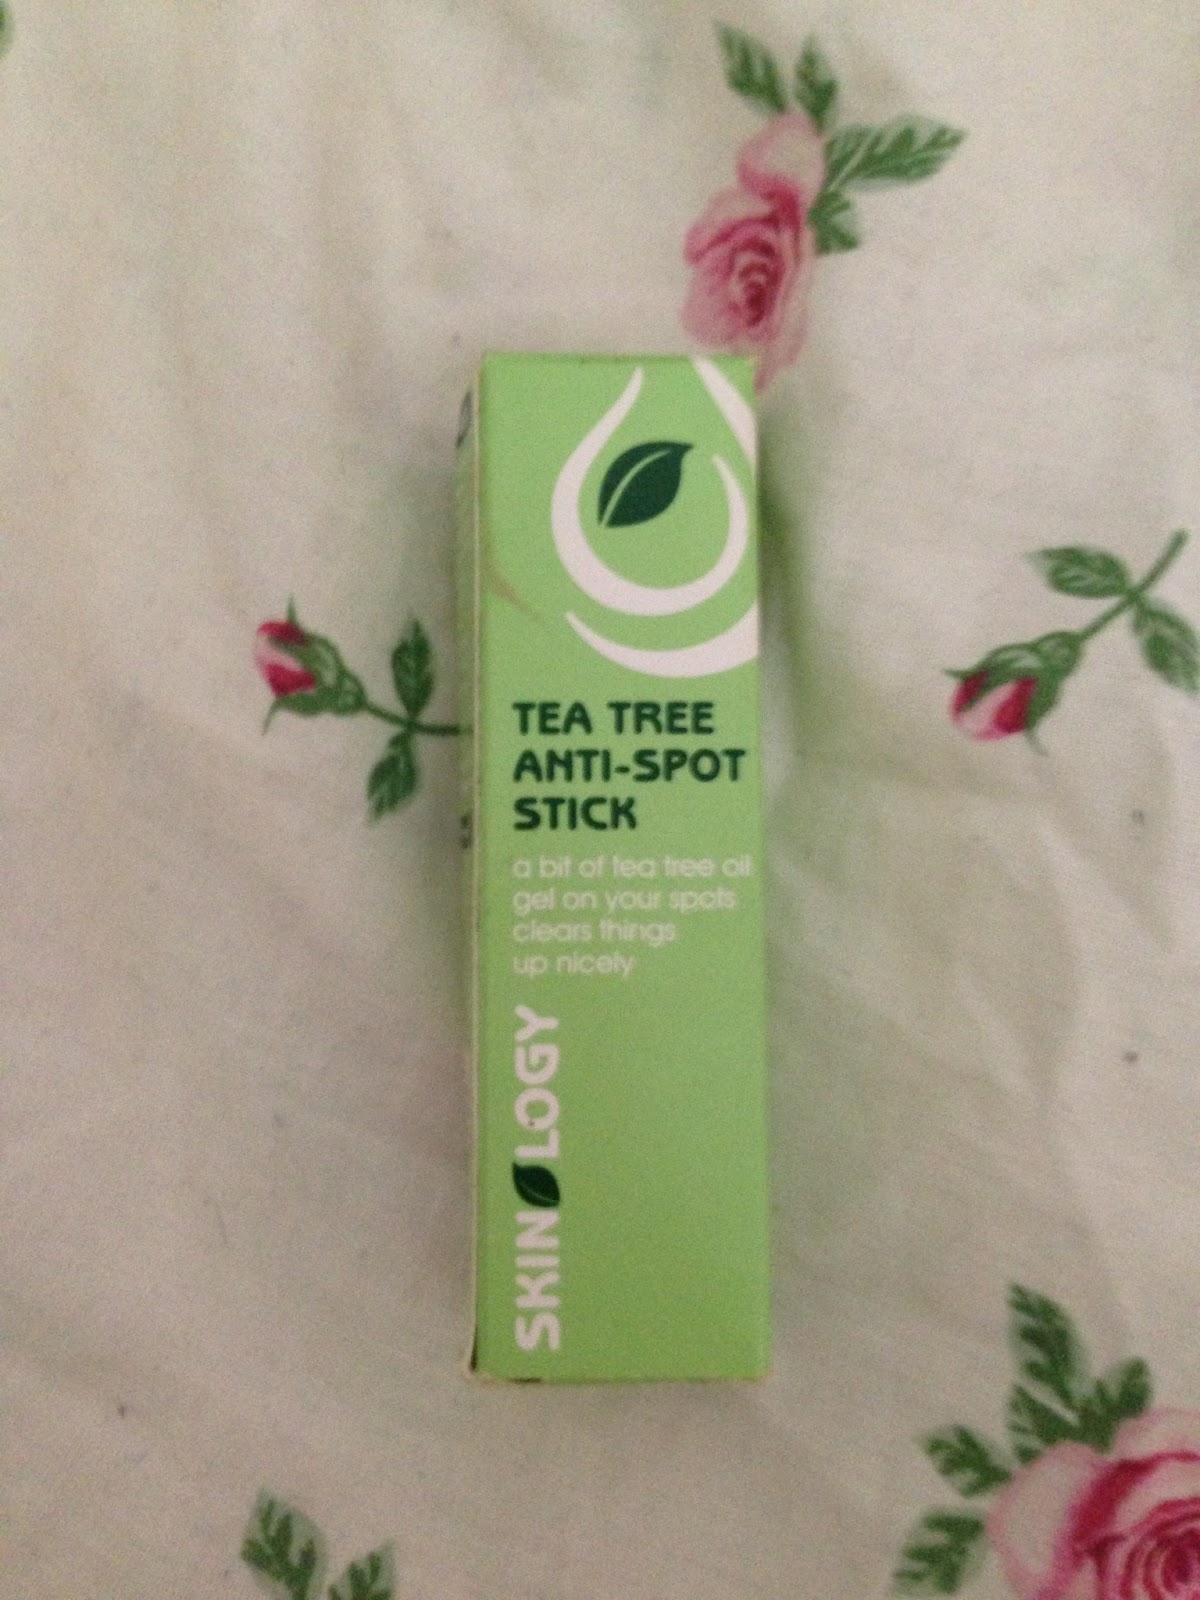 TEA TREE
ANTI-SPOT
STICK
a bit of tea tree oil
gel on your spots
clears things
up nicely
SKINOLOGY